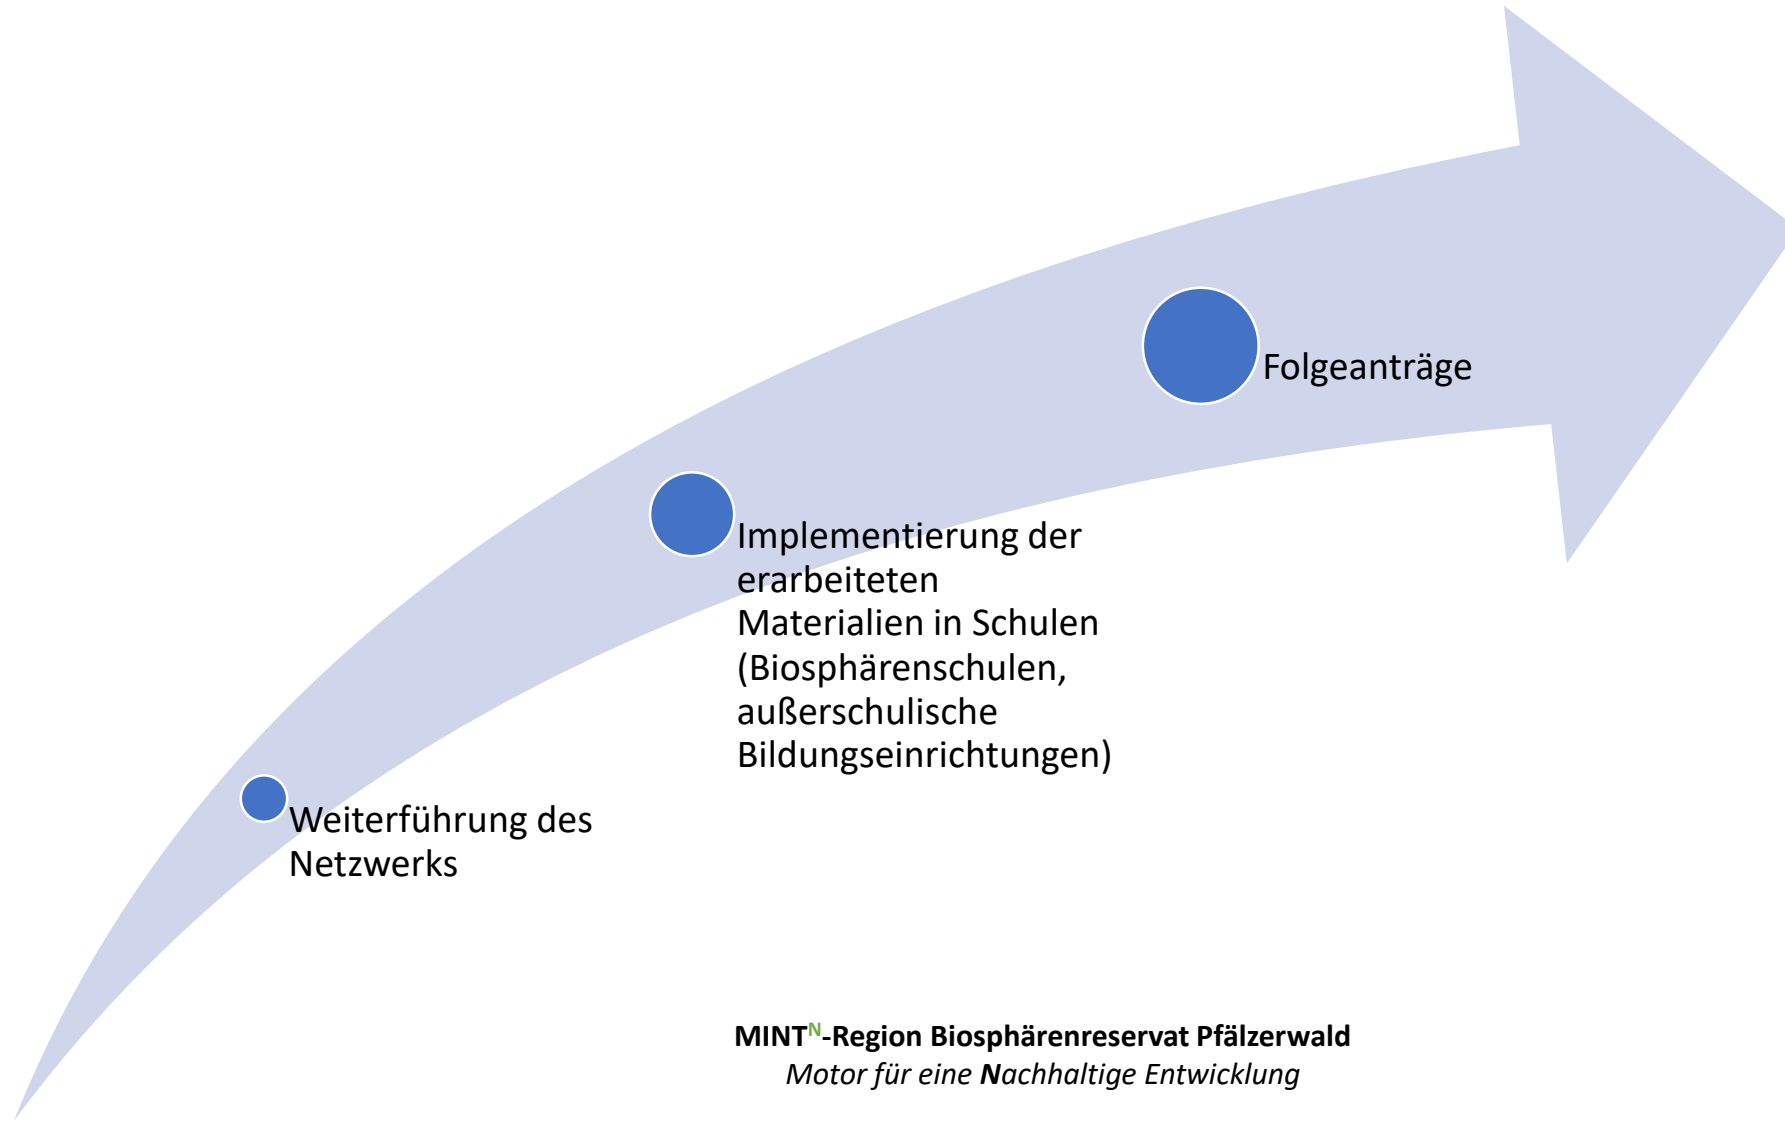 Folgeanträge
Implementierung der
erarbeiteten
Materialien in Schulen
(Biosphärenschulen,
außerschulische
Bildungseinrichtungen)
Weiterführung des
Netzwerks
MINTᴺ-Region Biosphärenreservat Pfälzerwald
Motor für eine Nachhaltige Entwicklung